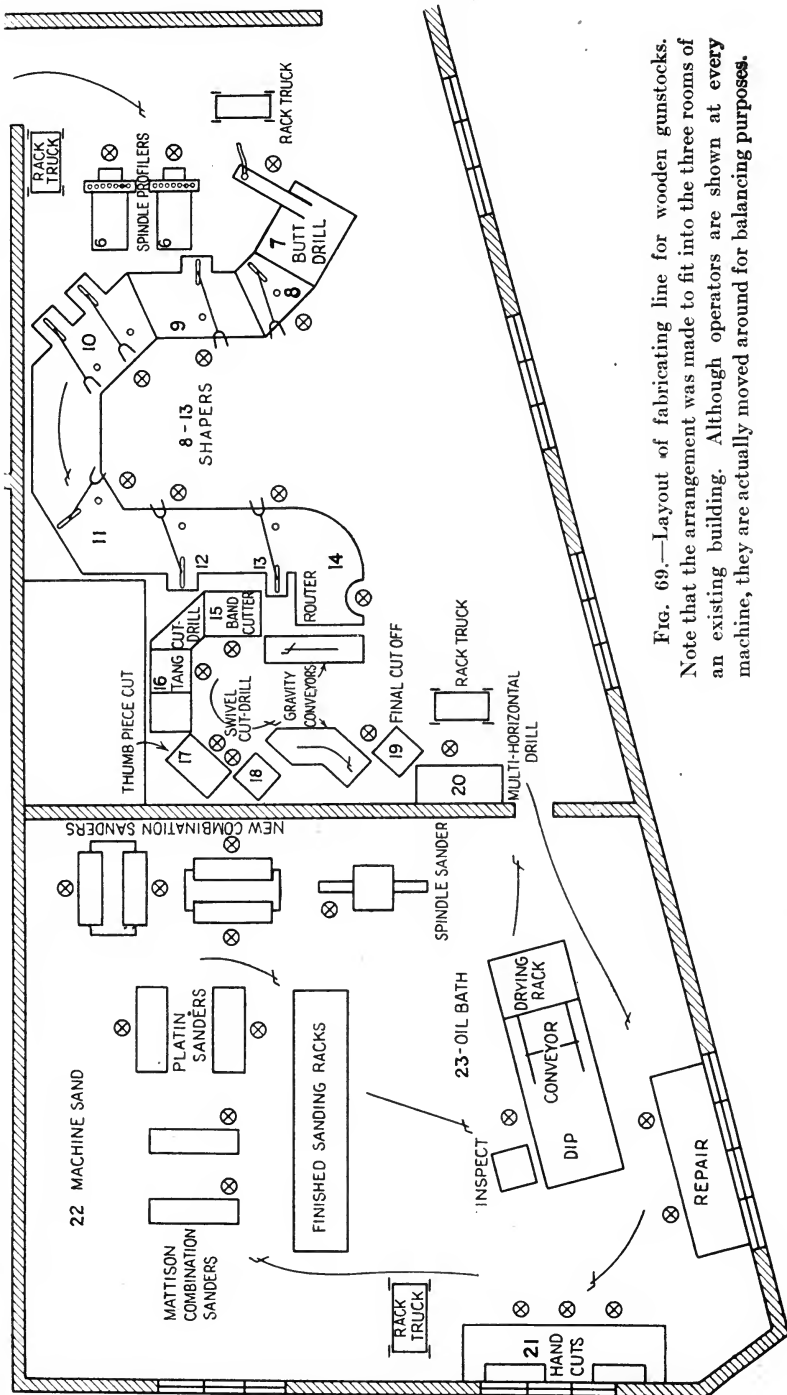 RACK
TRUCK
6
6
SPINDLE PROFILERS
RACK TRUCK
7
BUTT
DRILL
8
9
10
8-13
SHAPERS
11
12
13
14
ROUTER
15
BAND
CUTTER
CUT-DRILL
16
TANG
THUMB PIECE CUT
17
SWIVEL
CUT-DRILL
18
GRAVITY
CONVEYORS
19
FINAL CUT OFF
RACK TRUCK
20
MULTI-HORIZONTAL
DRILL
NEW COMBINATION SANDERS
SPINDLE SANDER
PLATIN
SANDERS
22 MACHINE SAND
MATTISON
COMBINATION
SANDERS
FINISHED SANDING RACKS
23-OIL BATH
DRYING
RACK
CONVEYOR
DIP
INSPECT
REPAIR
RACK
TRUCK
21
HAND
CUTS
FIG. 69.—Layout of fabricating line for wooden gunstocks.
Note that the arrangement was made to fit into the three rooms of
an existing building. Although operators are shown at every
machine, they are actually moved around for balancing purposes.